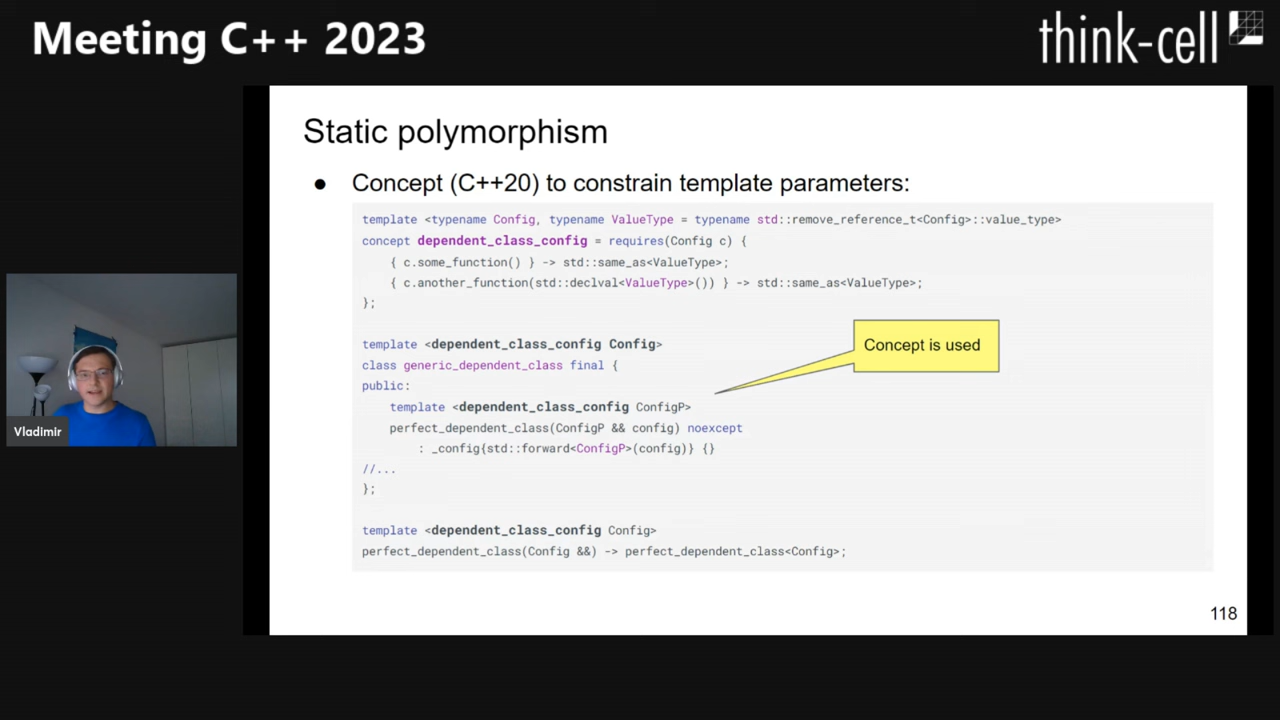 Meeting C++ 2023
think-cell
Static polymorphism
● Concept (C++20) to constrain template parameters:
template <typename Config, typename ValueType = typename std::remove_reference_t<Config>::value_type>
concept dependent_class_config = requires(Config c) {
{ c.some_function() } -> std::same_as<ValueType>;
{ c.another_function(std::declval<ValueType>()) } -> std::same_as<ValueType>;
};
template <dependent_class_config Config>
class generic_dependent_class final {
public:
template <dependent_class_config ConfigP>
perfect_dependent_class(ConfigP && config) noexcept
: _config{std::forward<ConfigP>(config)} {}
//...
};
template <dependent_class_config Config>
perfect_dependent_class(Config &&) -> perfect_dependent_class<Config>;
Concept is used
118
Vladimir